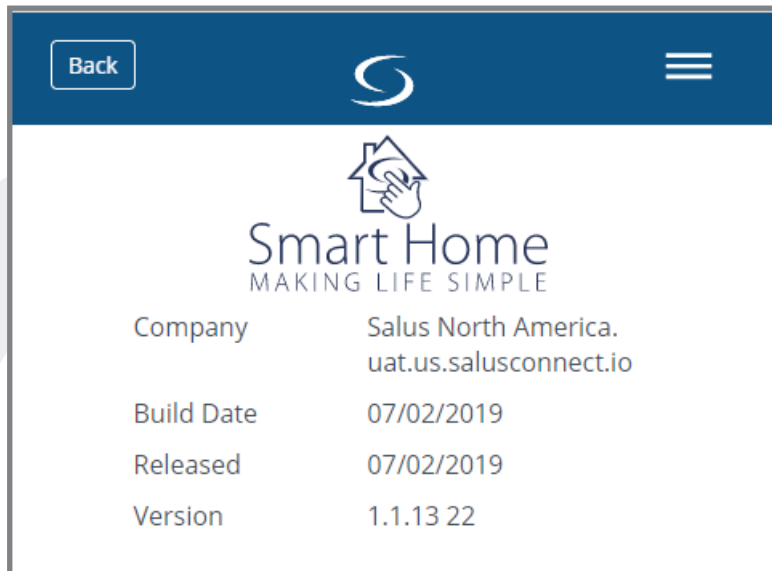 Back
Smart Home
MAKING LIFE SIMPLE
Company Salus North America.
uat.us.salusconnect.io
Build Date 07/02/2019
Released 07/02/2019
Version 1.1.13 22